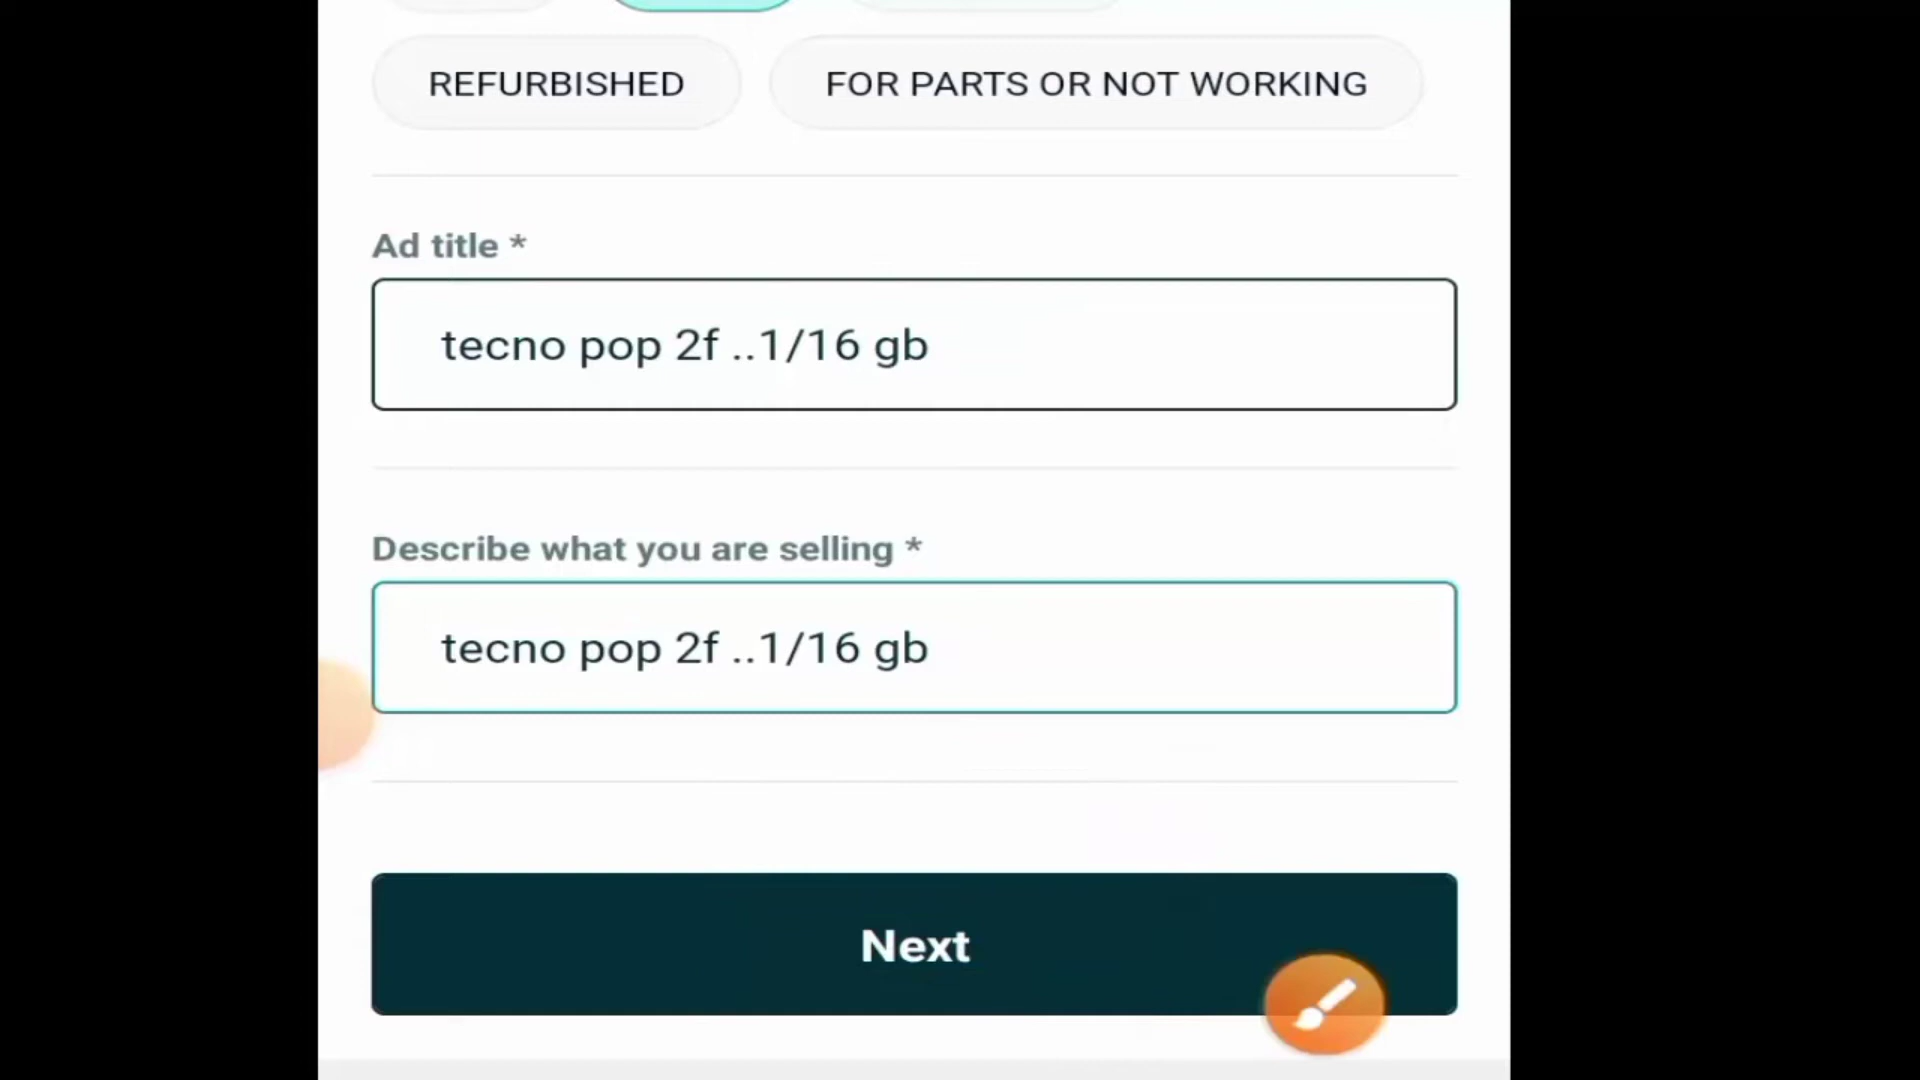 REFURBISHED
FOR PARTS OR NOT WORKING
Ad title *
tecno pop 2f ..1/16 gb
Describe what you are selling *
tecno pop 2f ..1/16 gb
Next